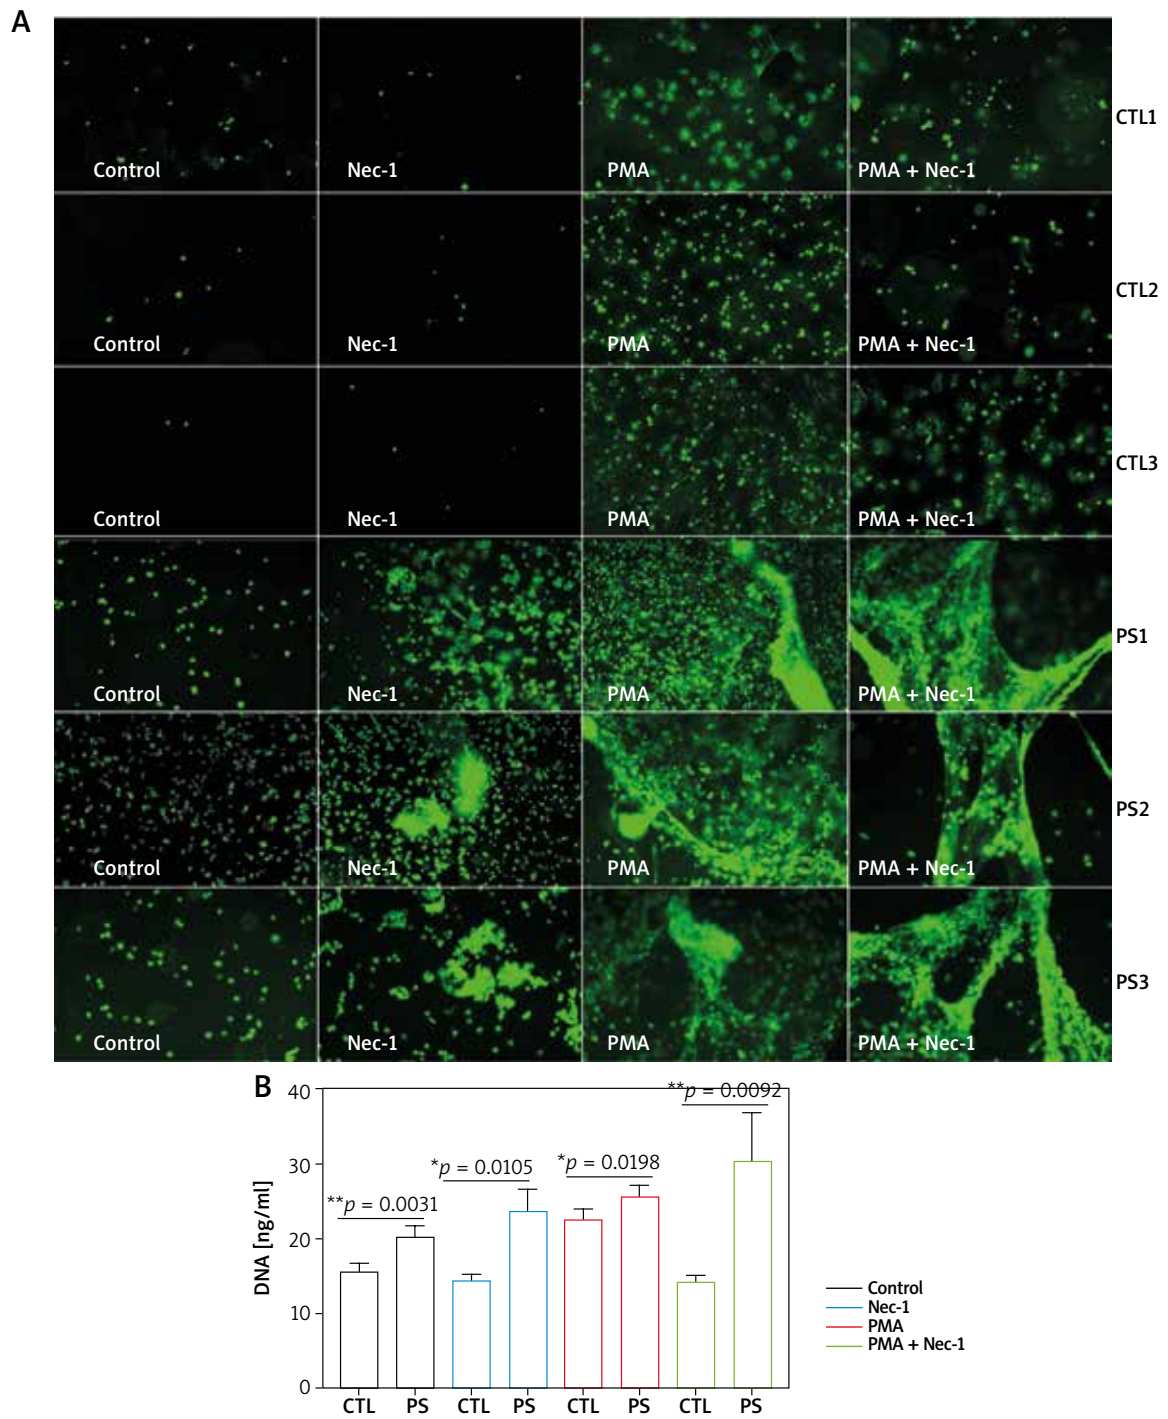 A
Control Nec-1 PMA PMA + Nec-1 CTL1
Control Nec-1 PMA PMA + Nec-1 CTL2
Control Nec-1 PMA PMA + Nec-1 CTL3
Control Nec-1 PMA PMA + Nec-1 PS1
Control Nec-1 PMA PMA + Nec-1 PS2
Control Nec-1 PMA PMA + Nec-1 PS3
B
DNA [ng/ml]
40
30
20
10
0
**p = 0.0031
*p = 0.0105
*p = 0.0198
**p = 0.0092
CTL PS CTL PS CTL PS CTL PS
Control
Nec-1
PMA
PMA + Nec-1